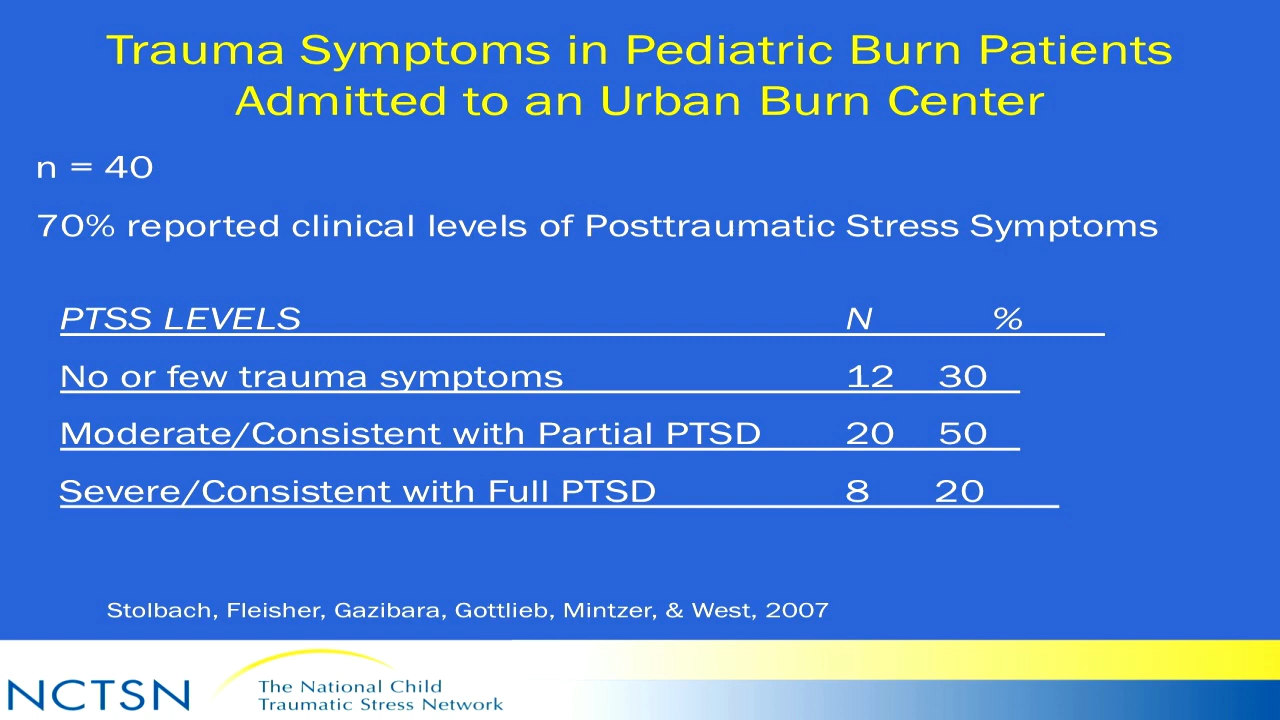 Trauma Symptoms in Pediatric Burn Patients
Admitted to an Urban Burn Center
n = 40
70% reported clinical levels of Posttraumatic Stress Symptoms
PTSS LEVELS N %
No or few trauma symptoms 12 30
Moderate/Consistent with Partial PTSD 20 50
Severe/Consistent with Full PTSD 8 20
Stolbach, Fleisher, Gazibara, Gottlieb, Mintzer, & West, 2007
NCTSN
The National Child
Traumatic Stress Network